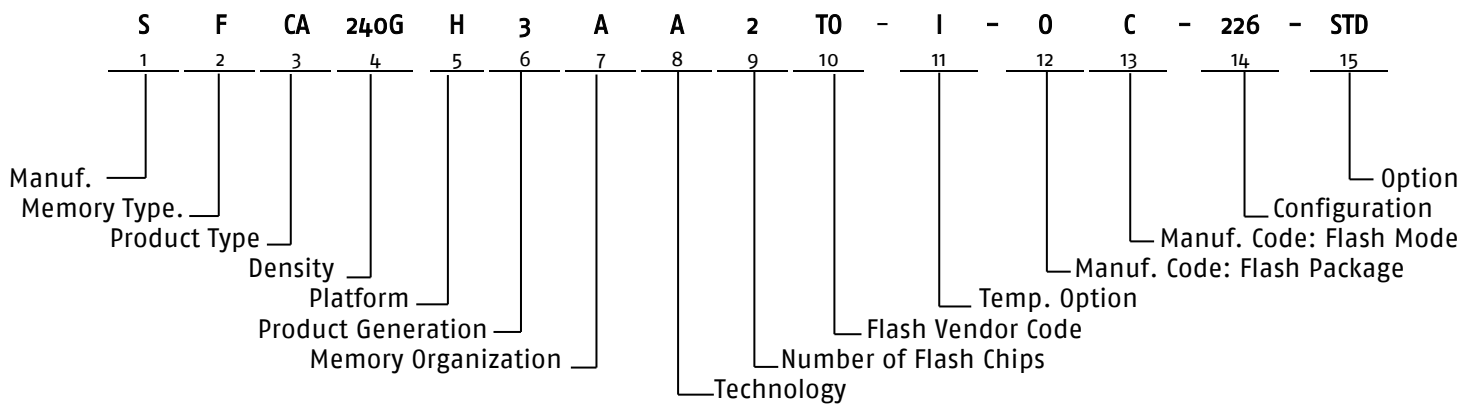 S F CA 240G H 3 A A 2 TO - I - O C - 226 - STD
1 2 3 4 5 6 7 8 9 10 11 12 13 14 15
Manuf. Option
Memory Type. Configuration
Product Type Manuf. Code: Flash Mode
Density Manuf. Code: Flash Package
Platform Temp. Option
Product Generation Flash Vendor Code
Memory Organization Number of Flash Chips
Technology